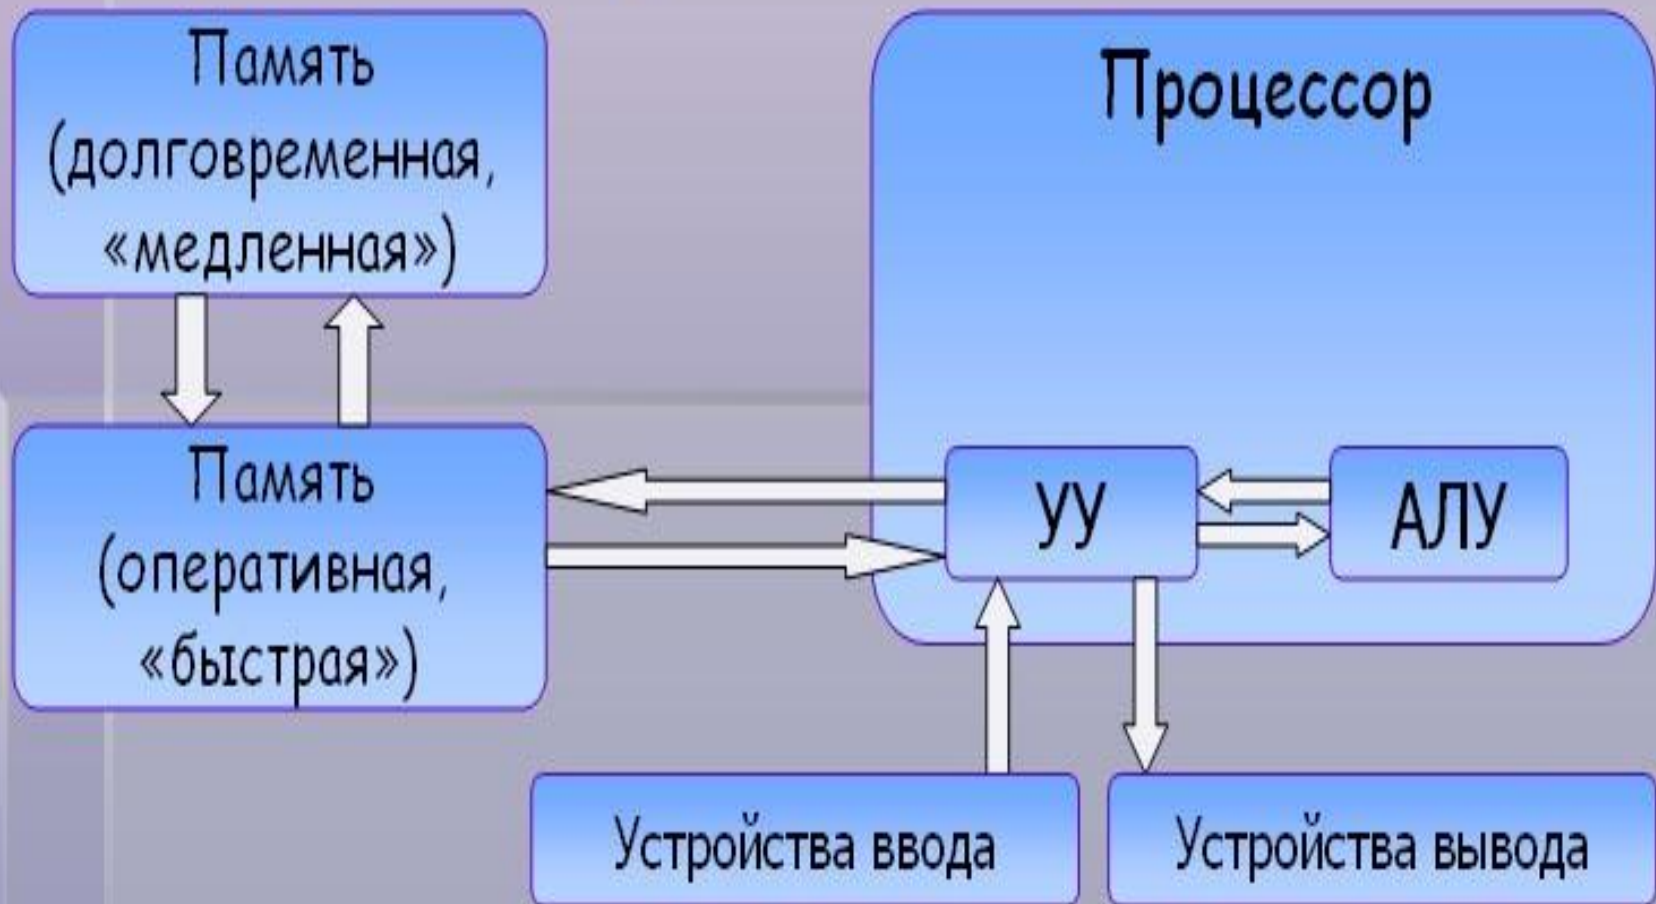 Память
(долговременная,
«медленная»)
Процессор
Память
(оперативная,
«быстрая»)
УУ
АЛУ
Устройства ввода
Устройства вывода